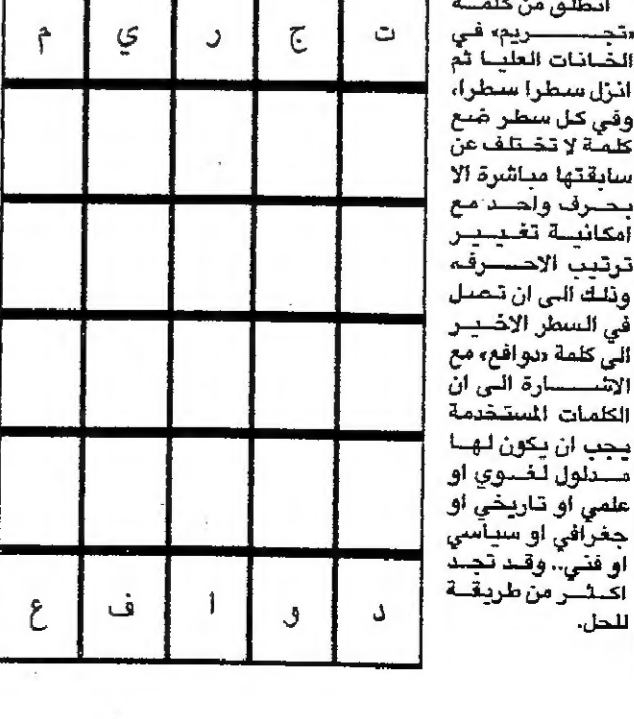 انطلق من كلمة
«تجريم» في
الخانات العليا ثم
انزل سطرا سطرا،
وفي كل سطر ضع
كلمة لا تختلف عن
سابقتها مباشرة الا
بحرف واحد مع
امكانية تغيير
ترتيب الاحرف
وذلك الى ان تصل
في السطر الاخير
الى كلمة «دوافع» مع
الاشارة الى ان
الكلمات المستخدمة
يجب ان يكون لها
مدلول لغوي او
علمي او تاريخي او
جغرافي او سياسي
او فني.. وقد تجد
اكثر من طريقة
للحل.
ت ج ر ي م
د و ا ف ع